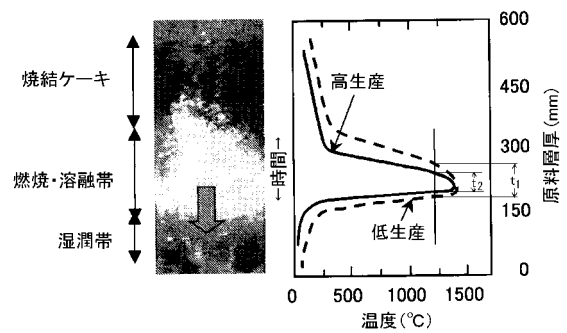 焼結ケーキ
燃焼・溶融帯
湿潤帯
←時間→
高生産
低生産
t₂
t₁
600
450
300
150
0
原料層厚(mm)
0
500
1000
1500
温度(℃)